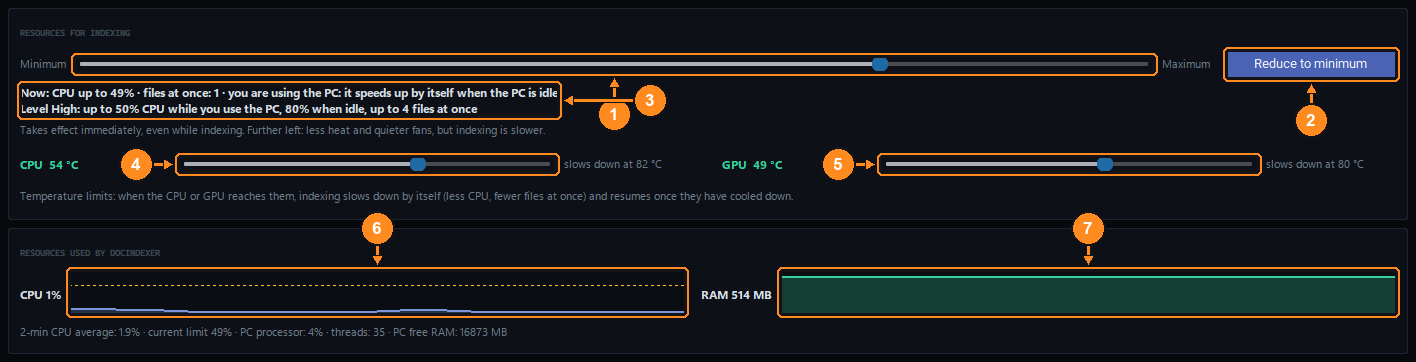 RESOURCES FOR INDEXING
Minimum
Maximum
Reduce to minimum
Now: CPU up to 49% · files at once: 1 · you are using the PC: it speeds up by itself when the PC is idle
Level High: up to 50% CPU while you use the PC, 80% when idle, up to 4 files at once
1
3
2
Takes effect immediately, even while indexing. Further left: less heat and quieter fans, but indexing is slower.
CPU 54 °C
4
slows down at 82 °C
GPU 49 °C
5
slows down at 80 °C
Temperature limits: when the CPU or GPU reaches them, indexing slows down by itself (less CPU, fewer files at once) and resumes once they have cooled down.
6
7
RESOURCES USED BY DOCINDEXER
CPU 1%
RAM 514 MB
2-min CPU average: 1.9% · current limit 49% · PC processor: 4% · threads: 35 · PC free RAM: 16873 MB